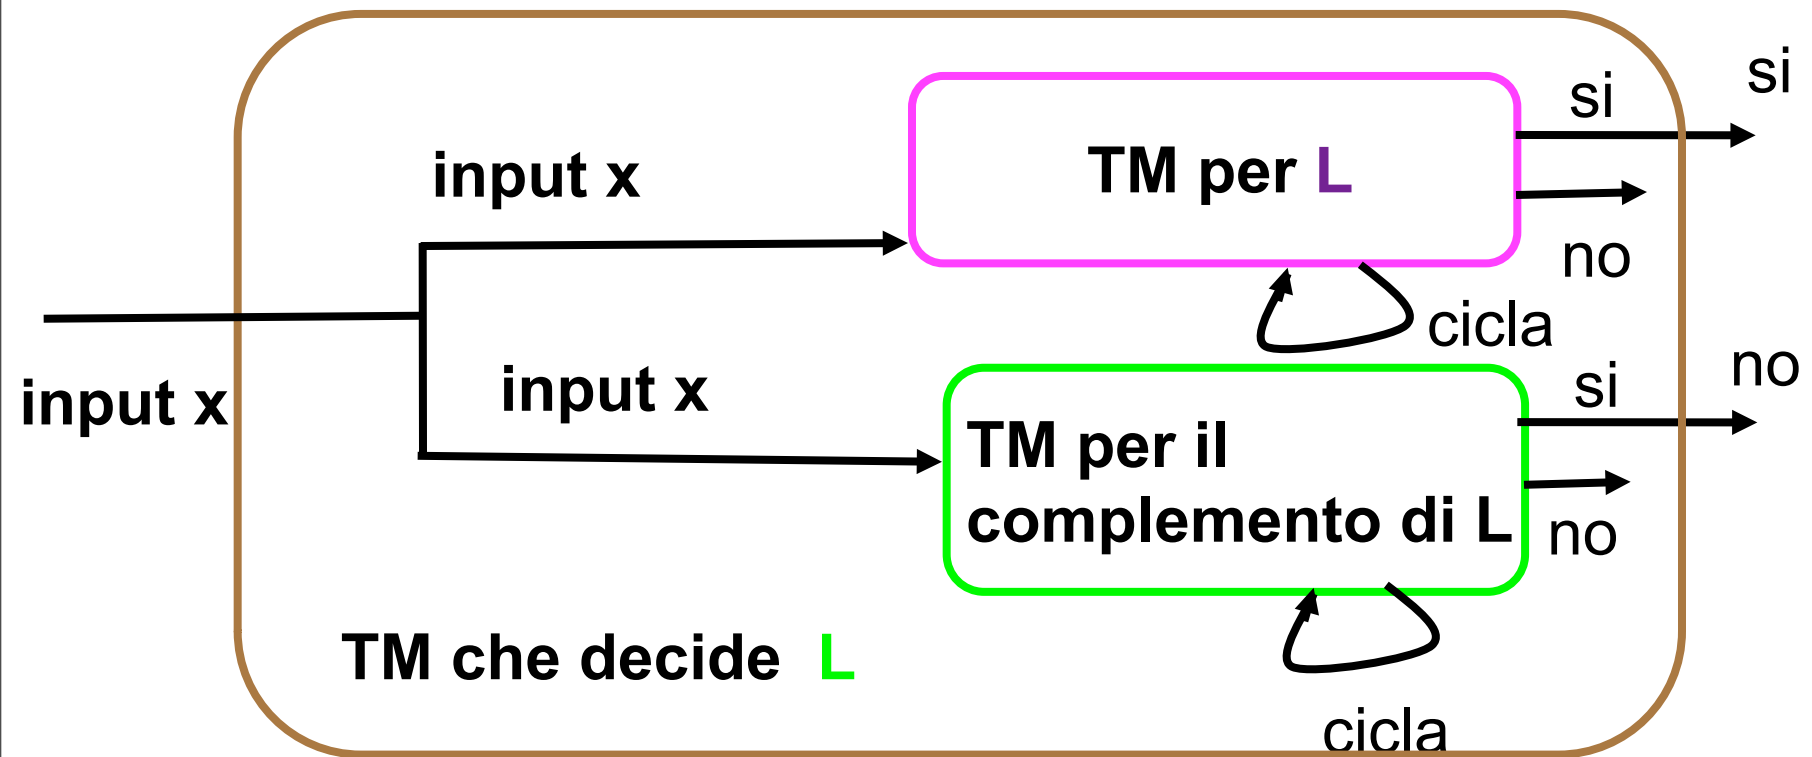 si
si
input x
TM per L
no
cicla
input x
input x
si
no
TM per il
complemento di L
no
TM che decide L
cicla